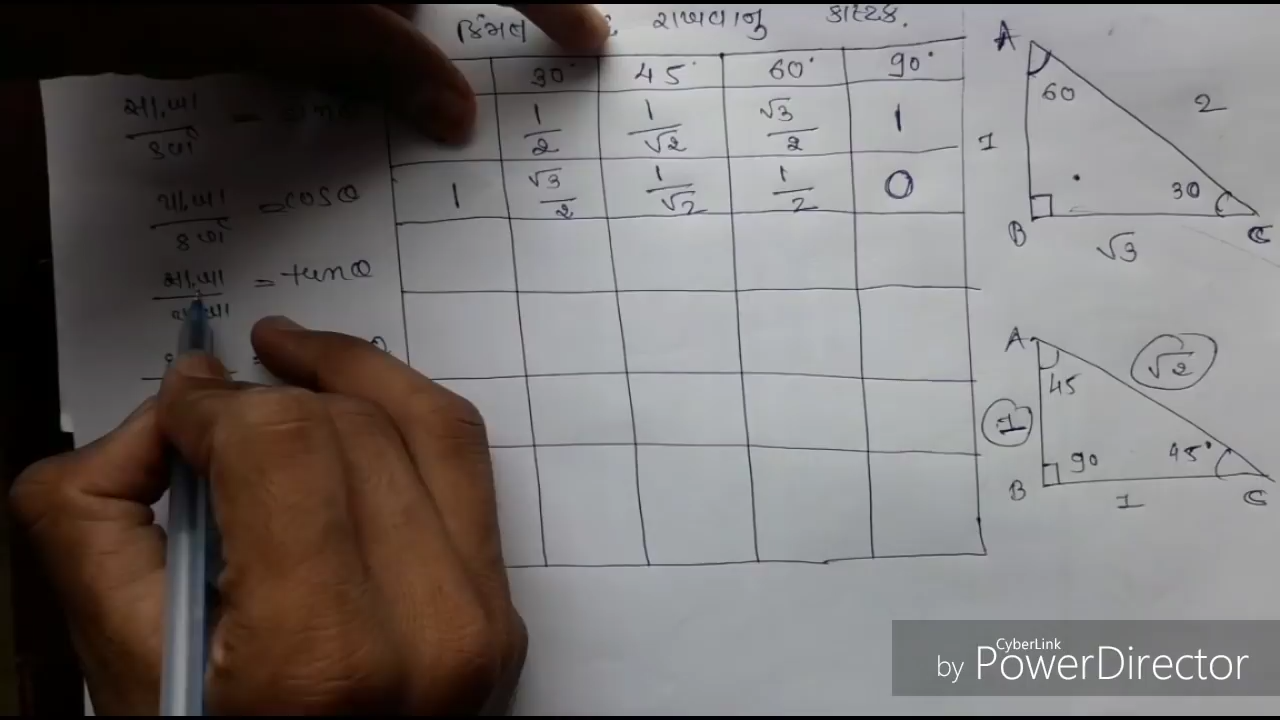 કિંમત રાખવાનુ કોષ્ટક.
30° 45° 60° 90°
1/2 1/√2 √3/2 1
1 √3/2 1/√2 1/2 0
સા.બા
કર્ણ =
પા.બા
કર્ણ = cosθ
સા.બા = tanθ
A
60
2
1
30
B
√3
C
A
√2
45
1
90
45°
B
1
C
CyberLink
by PowerDirector